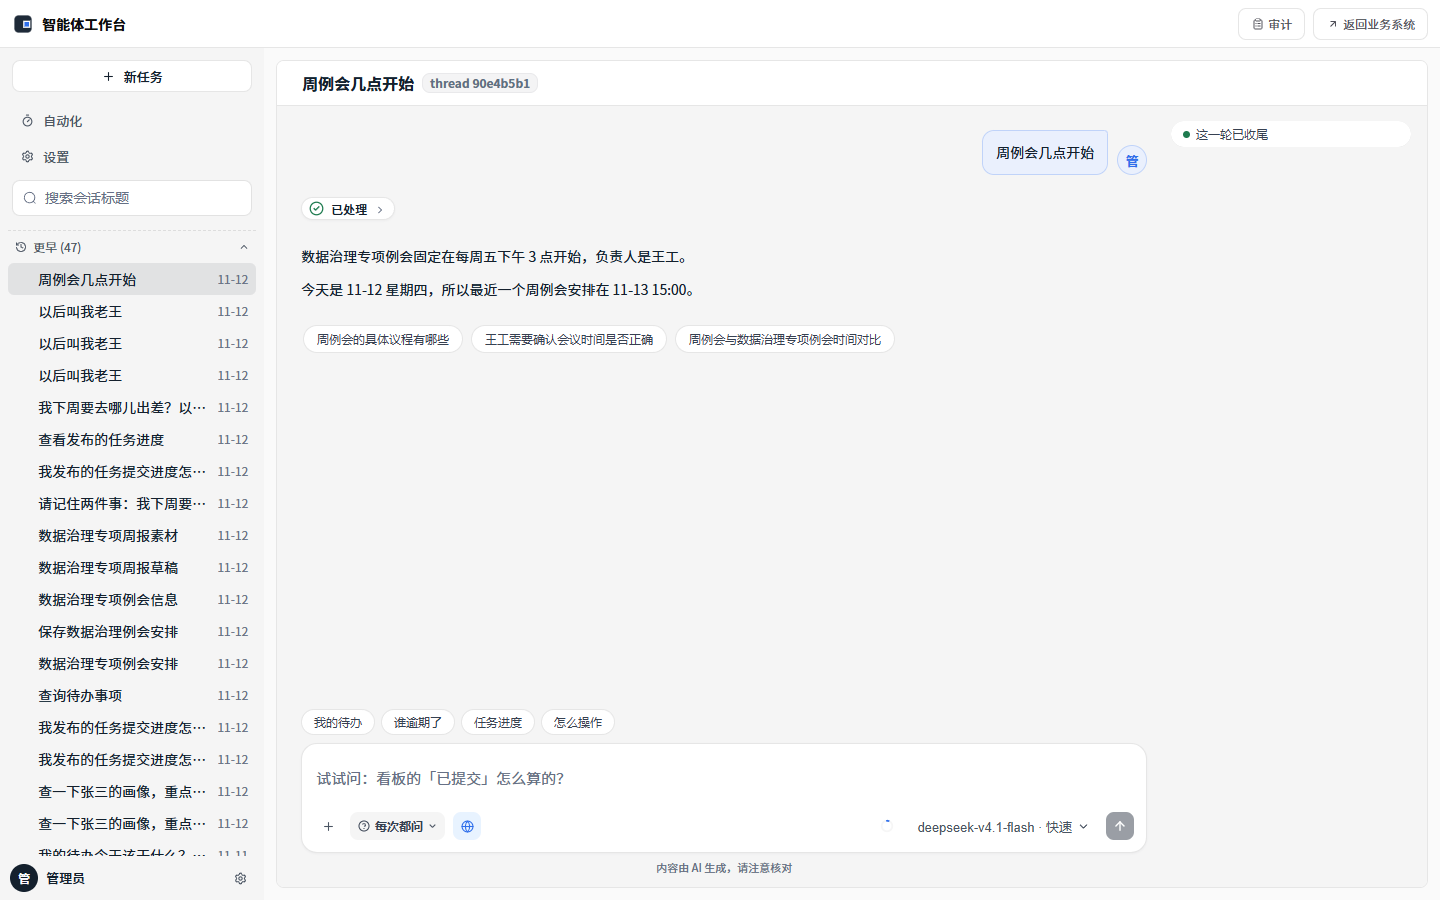 智能体工作台
审计
返回业务系统
新任务
自动化
设置
搜索会话标题
更早 (47)
周例会几点开始 11-12
以后叫我老王 11-12
以后叫我老王 11-12
以后叫我老王 11-12
我下周要去哪儿出差？以… 11-12
查看发布的任务进度 11-12
我发布的任务提交进度怎… 11-12
请记住两件事：我下周要… 11-12
数据治理专项周报素材 11-12
数据治理专项周报草稿 11-12
数据治理专项例会信息 11-12
保存数据治理例会安排 11-12
数据治理专项例会安排 11-12
查询待办事项 11-12
我发布的任务提交进度怎… 11-12
我发布的任务提交进度怎… 11-12
查一下张三的画像，重点… 11-12
查一下张三的画像，重点… 11-12
我的待办今天该干什么？… 11-11
管 管理员
周例会几点开始 thread 90e4b5b1
周例会几点开始
管
这一轮已收尾
已处理
数据治理专项例会固定在每周五下午 3 点开始，负责人是王工。
今天是 11-12 星期四，所以最近一个周例会安排在 11-13 15:00。
周例会的具体议程有哪些
王工需要确认会议时间是否正确
周例会与数据治理专项例会时间对比
我的待办
谁逾期了
任务进度
怎么操作
试试问：看板的「已提交」怎么算的？
每次都问
deepseek-v4.1-flash · 快速
内容由 AI 生成，请注意核对